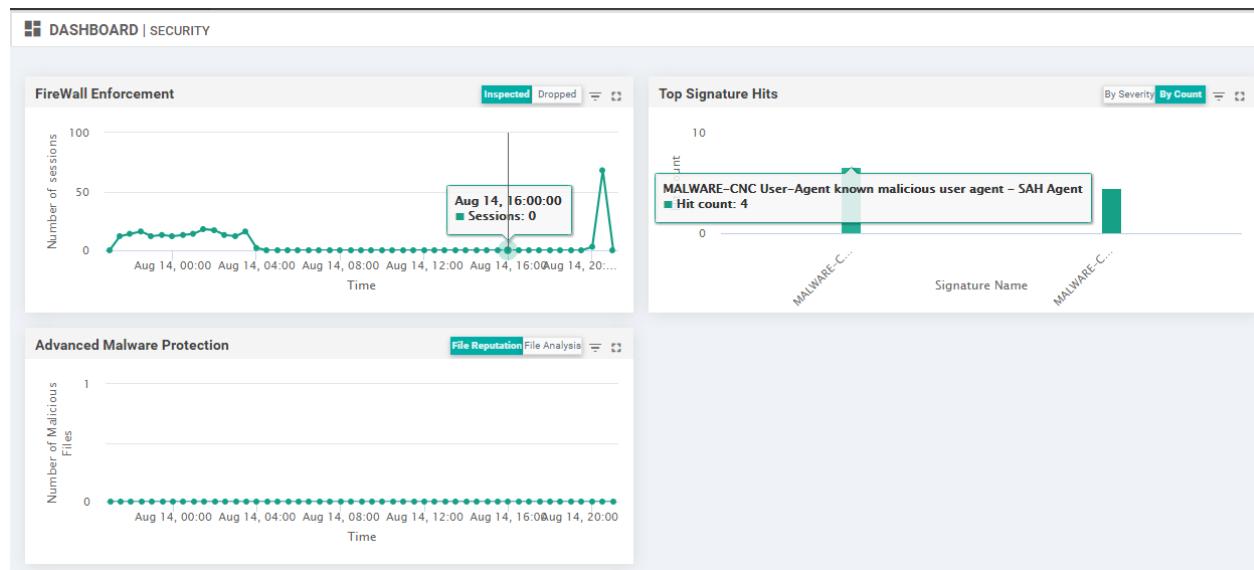 DASHBOARD | SECURITY
FireWall Enforcement
Inspected Dropped
Number of sessions
100
50
0
Aug 14, 16:00:00
Sessions: 0
Aug 14, 00:00 Aug 14, 04:00 Aug 14, 08:00 Aug 14, 12:00 Aug 14, 16:00 Aug 14, 20:...
Time
Top Signature Hits
By Severity By Count
10
0
MALWARE-CNC User-Agent known malicious user agent - SAH Agent
Hit count: 4
MALWARE-C... MALWARE-C...
Signature Name
Advanced Malware Protection
File Reputation File Analysis
Number of Malicious
Files
1
0
Aug 14, 00:00 Aug 14, 04:00 Aug 14, 08:00 Aug 14, 12:00 Aug 14, 16:00 Aug 14, 20:00
Time